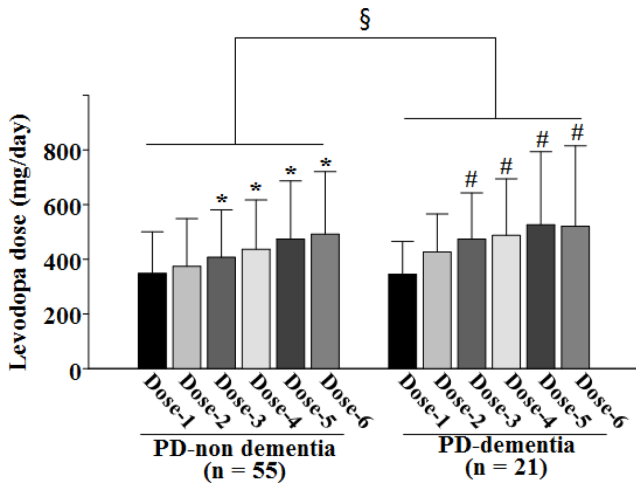 §
Levodopa dose (mg/day)
800
600
400
200
0
* * * *
# # # #
Dose-1 Dose-2 Dose-3 Dose-4 Dose-5 Dose-6
PD-non dementia
(n = 55)
Dose-1 Dose-2 Dose-3 Dose-4 Dose-5 Dose-6
PD-dementia
(n = 21)